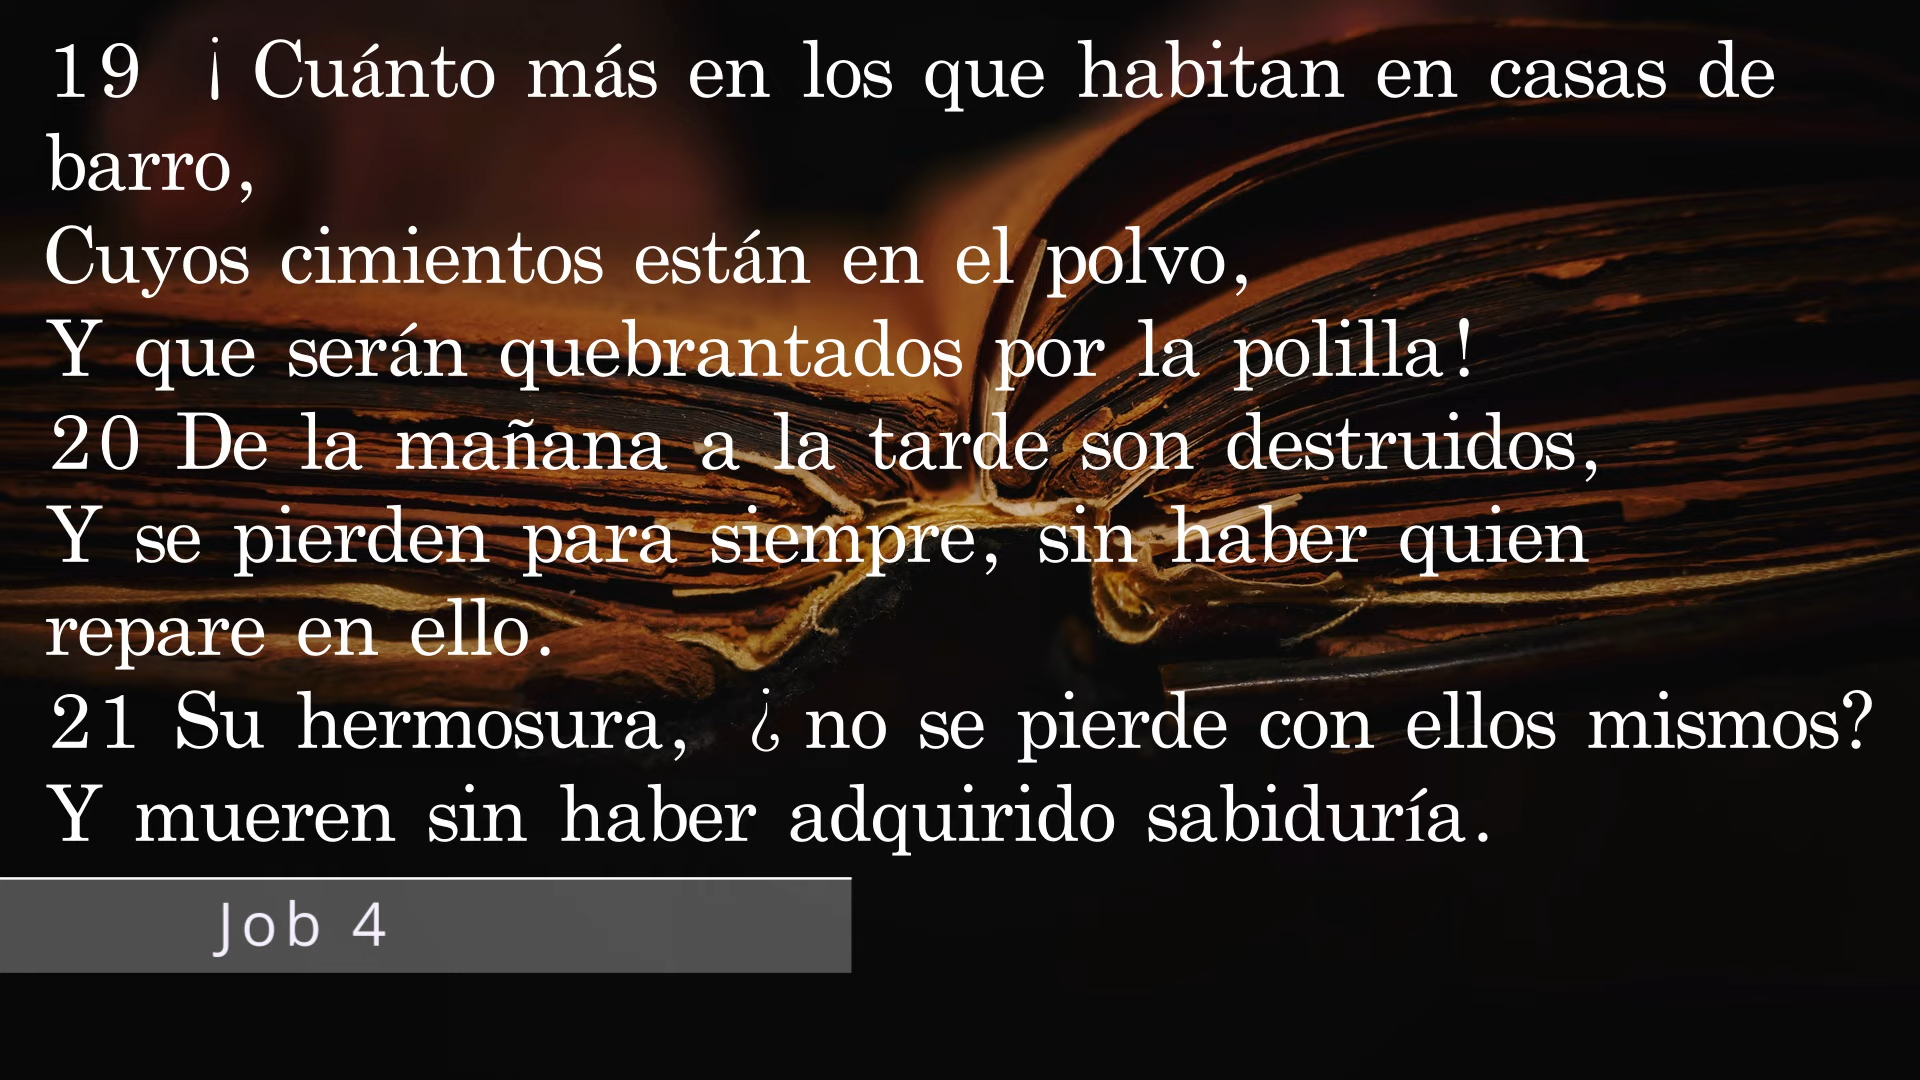 19 ¡ Cuánto más en los que habitan en casas de
barro,
Cuyos cimientos están en el polvo,
Y que serán quebrantados por la polilla!
20 De la mañana a la tarde son destruidos,
Y se pierden para siempre, sin haber quien
repare en ello.
21 Su hermosura, ¿ no se pierde con ellos mismos?
Y mueren sin haber adquirido sabiduría.
Job 4